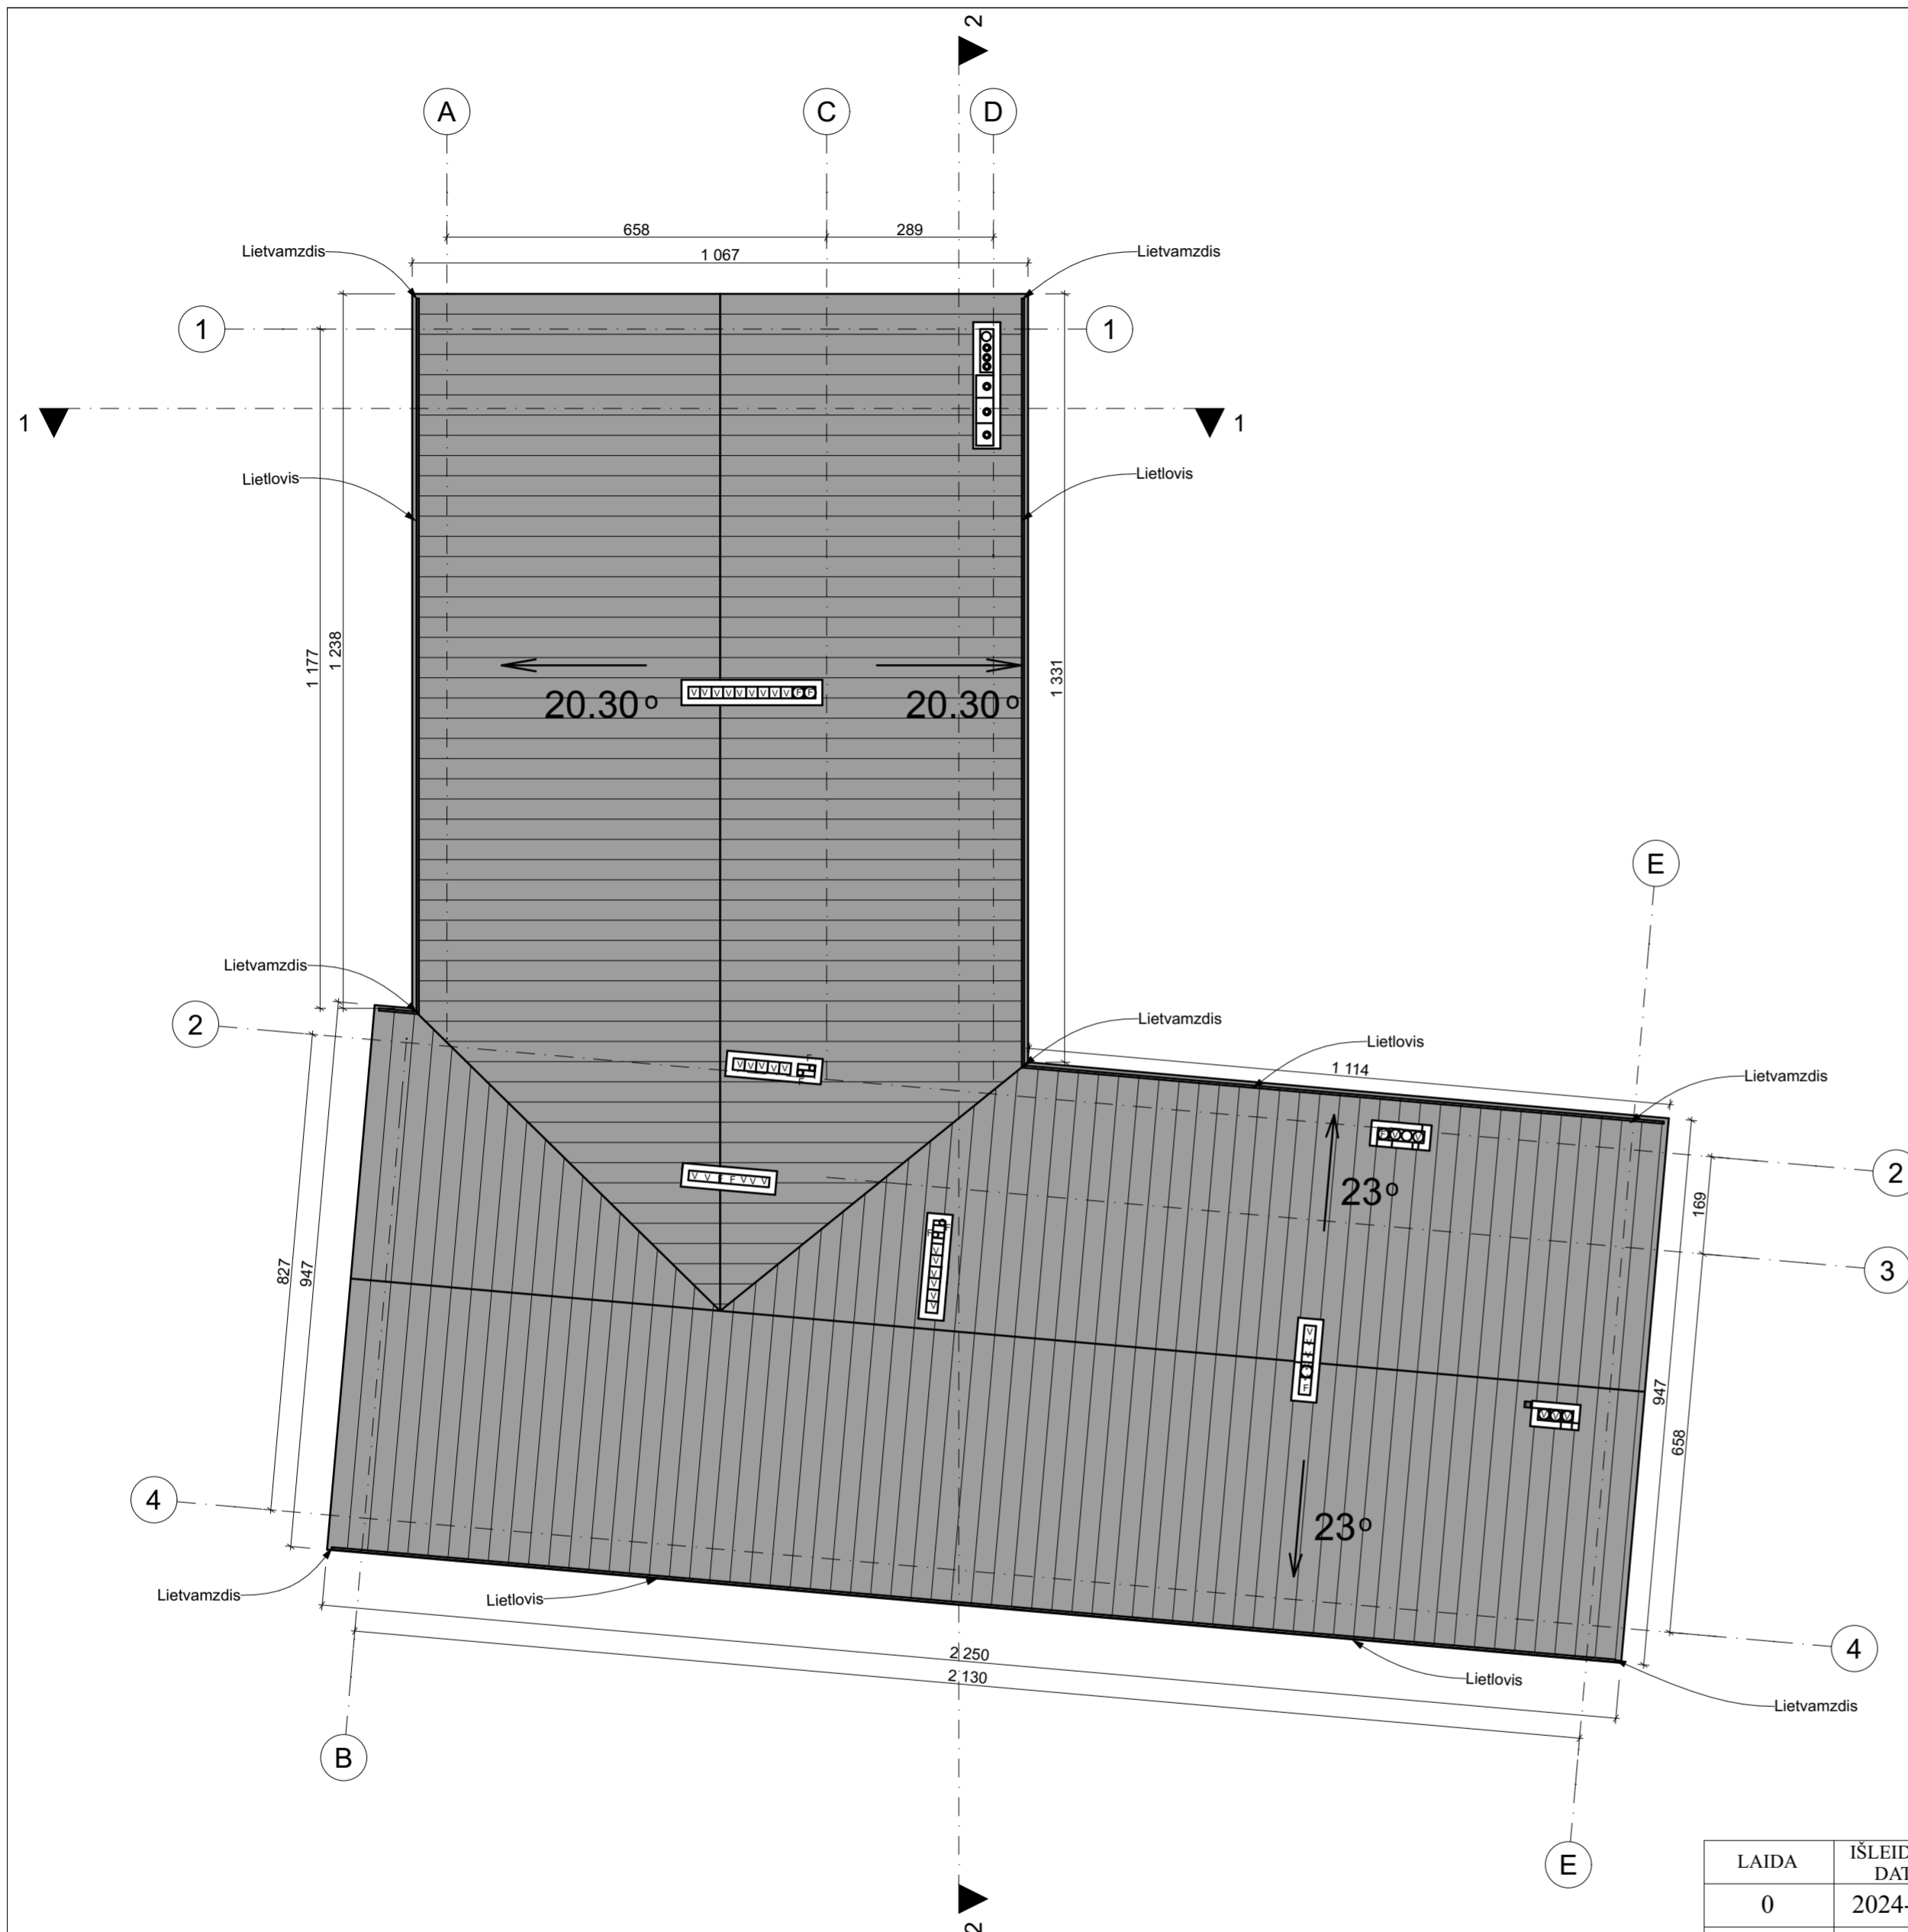 2
A
C
D
658
289
1 067
Lietvamzdis
Lietvamzdis
1
1
1
1
Lietlovis
Lietlovis
1 177
1 238
1 331
20.30°
20.30°
V V V V V V V V V F F
E
Lietvamzdis
2
Lietvamzdis
Lietlovis
1 114
Lietvamzdis
V V V V V
F
F
F V V
V V F F V V V
23°
2
169
3
F
F
V
V
V
V
V
V
827
947
947
658
V
V
V
F
V V V
23°
4
Lietvamzdis
Lietlovis
2 250
2 130
4
Lietlovis
Lietvamzdis
B
E
2
LAIDA
0
2024-